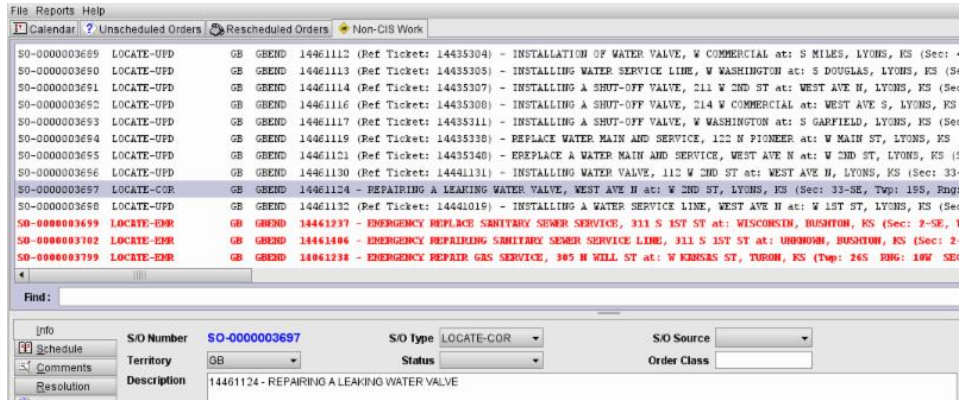 File Reports Help
Calendar ? Unscheduled Orders Rescheduled Orders Non-CIS Work
SO-0000003689 LOCATE-UPD GB GBEND 14461112 (Ref Ticket: 14435304) - INSTALLATION OF WATER VALVE, W COMMERCIAL at: S MILES, LYONS, KS (Sec:
SO-0000003690 LOCATE-UPD GB GBEND 14461113 (Ref Ticket: 14435305) - INSTALLING WATER SERVICE LINE, W WASHINGTON at: S DOUGLAS, LYONS, KS (Se
SO-0000003691 LOCATE-UPD GB GBEND 14461114 (Ref Ticket: 14435307) - INSTALLING A SHUT-OFF VALVE, 211 W 2ND ST at: WEST AVE N, LYONS, KS (Sec
SO-0000003692 LOCATE-UPD GB GBEND 14461116 (Ref Ticket: 14435308) - INSTALLING A SHUT-OFF VALVE, 214 W COMMERCIAL at: WEST AVE S, LYONS, KS
SO-0000003693 LOCATE-UPD GB GBEND 14461117 (Ref Ticket: 14435311) - INSTALLING A SHUT-OFF VALVE, W WASHINGTON at: S GARFIELD, LYONS, KS (Sec
SO-0000003694 LOCATE-UPD GB GBEND 14461119 (Ref Ticket: 14435338) - REPLACE WATER MAIN AND SERVICE, 122 N PIONEER at: W MAIN ST, LYONS, KS
SO-0000003695 LOCATE-UPD GB GBEND 14461121 (Ref Ticket: 14435348) - EREPLACE A WATER MAIN AND SERVICE, WEST AVE N at: W 2ND ST, LYONS, KS (S
SO-0000003696 LOCATE-UPD GB GBEND 14461130 (Ref Ticket: 14441131) - INSTALLING WATER VALVE, 112 W 2ND ST at: WEST AVE N, LYONS, KS (Sec: 33-
SO-0000003697 LOCATE-COR GB GBEND 14461124 - REPAIRING A LEAKING WATER VALVE, WEST AVE N at: W 2ND ST, LYONS, KS (Sec: 33-SE, Twp: 19S, Rng:
SO-0000003698 LOCATE-UPD GB GBEND 14461132 (Ref Ticket: 14441019) - INSTALLING A WATER SERVICE LINE, WEST AVE N at: W 1ST ST, LYONS, KS (Sec
SO-0000003699 LOCATE-EMR GB GBEND 14461237 - EMERGENCY REPLACE SANITARY SEWER SERVICE, 311 S 1ST ST at: WISCONSIN, BUSHTON, KS (Sec: 2-SE,
SO-0000003702 LOCATE-EMR GB GBEND 14461406 - EMERGENCY REPAIRING SANITARY SEWER SERVICE LINE, 311 S 1ST ST at: UNKNOWN, BUSHTON, KS (Sec: 2-
SO-0000003799 LOCATE-EMR GB GBEND 14061238 - EMERGENCY REPAIR GAS SERVICE, 305 N WILL ST at: W KANSAS ST, TURON, KS (Twp: 26S RNG: 10W SEC
Find:
Info
S/O Number SO-0000003697 S/O Type LOCATE-COR S/O Source
Schedule
Territory GB Status Order Class
Comments
Description 14461124 - REPAIRING A LEAKING WATER VALVE
Resolution